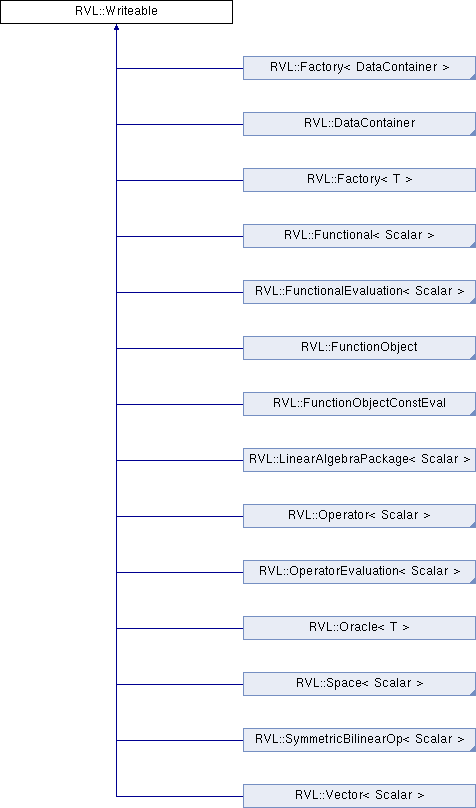 RVL::Writeable
RVL::Factory< DataContainer >
RVL::DataContainer
RVL::Factory< T >
RVL::Functional< Scalar >
RVL::FunctionalEvaluation< Scalar >
RVL::FunctionObject
RVL::FunctionObjectConstEval
RVL::LinearAlgebraPackage< Scalar >
RVL::Operator< Scalar >
RVL::OperatorEvaluation< Scalar >
RVL::Oracle< T >
RVL::Space< Scalar >
RVL::SymmetricBilinearOp< Scalar >
RVL::Vector< Scalar >